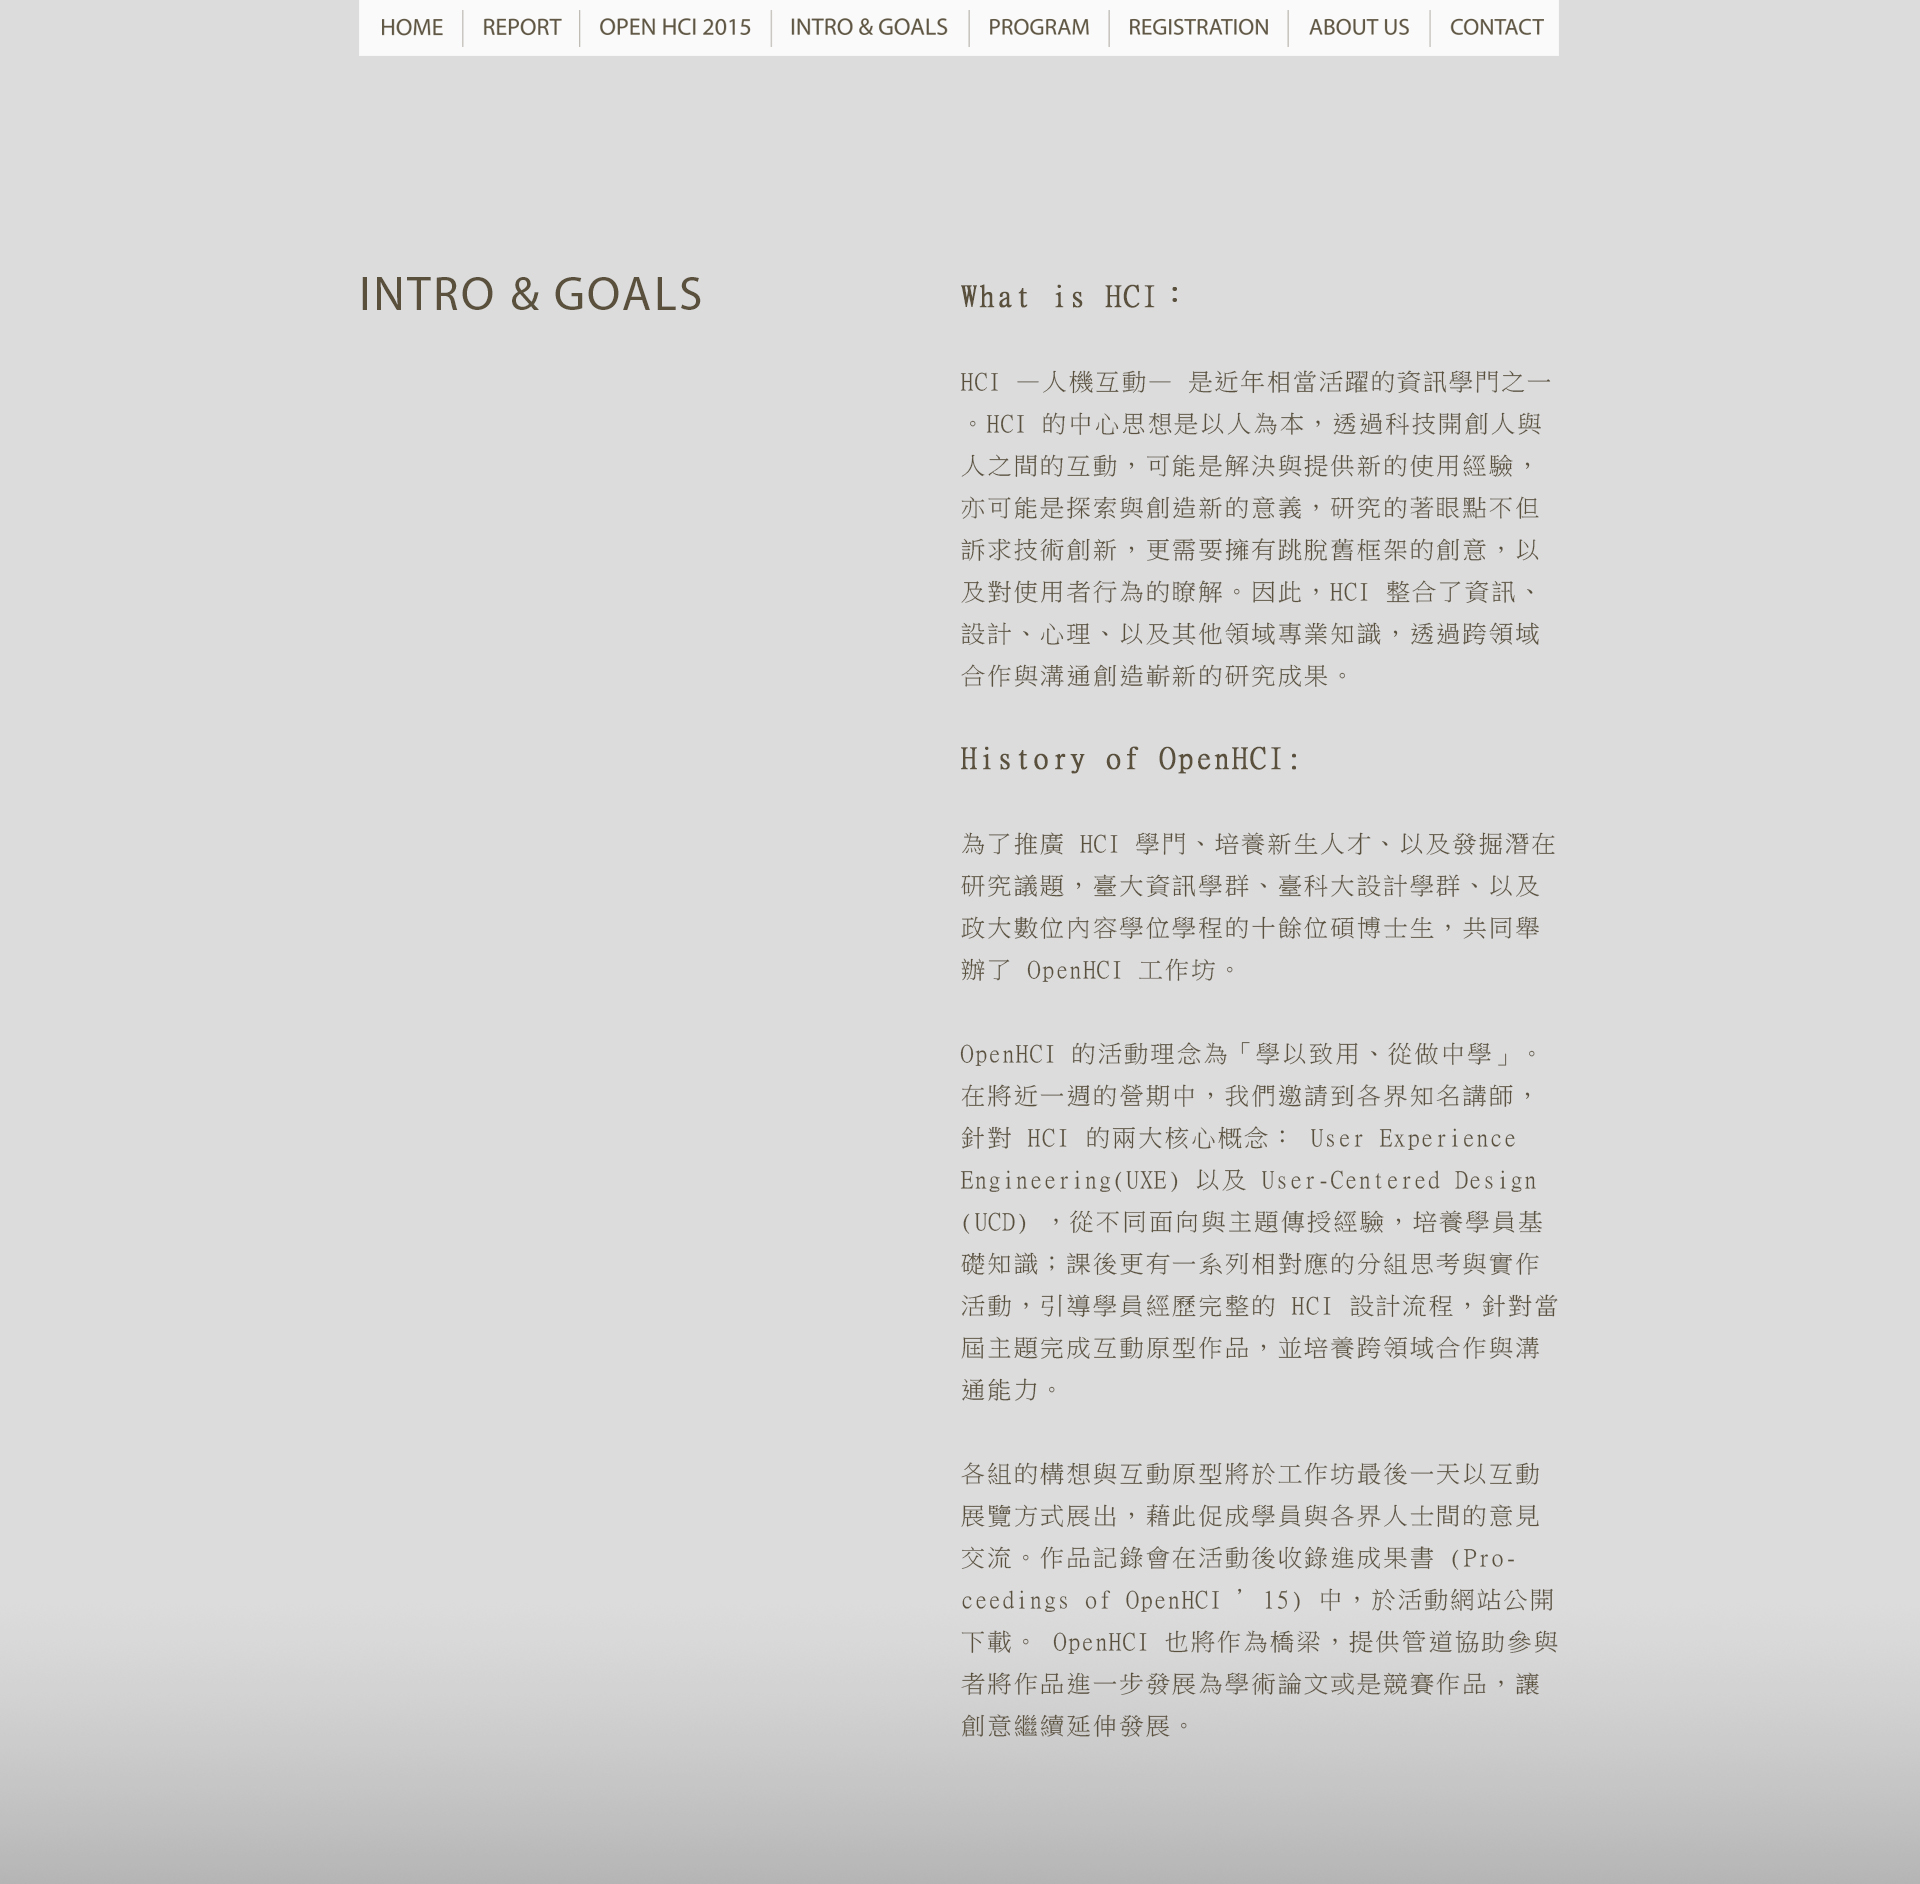 HOME REPORT OPEN HCI 2015 INTRO & GOALS PROGRAM REGISTRATION ABOUT US CONTACT
INTRO & GOALS
What is HCI：
HCI —人機互動— 是近年相當活躍的資訊學門之一
。HCI 的中心思想是以人為本，透過科技開創人與
人之間的互動，可能是解決與提供新的使用經驗，
亦可能是探索與創造新的意義，研究的著眼點不但
訴求技術創新，更需要擁有跳脫舊框架的創意，以
及對使用者行為的瞭解。因此，HCI 整合了資訊、
設計、心理、以及其他領域專業知識，透過跨領域
合作與溝通創造嶄新的研究成果。
History of OpenHCI:
為了推廣 HCI 學門、培養新生人才、以及發掘潛在
研究議題，臺大資訊學群、臺科大設計學群、以及
政大數位內容學位學程的十餘位碩博士生，共同舉
辦了 OpenHCI 工作坊。
OpenHCI 的活動理念為「學以致用、從做中學」。
在將近一週的營期中，我們邀請到各界知名講師，
針對 HCI 的兩大核心概念： User Experience
Engineering(UXE) 以及 User-Centered Design
(UCD) ，從不同面向與主題傳授經驗，培養學員基
礎知識；課後更有一系列相對應的分組思考與實作
活動，引導學員經歷完整的 HCI 設計流程，針對當
屆主題完成互動原型作品，並培養跨領域合作與溝
通能力。
各組的構想與互動原型將於工作坊最後一天以互動
展覽方式展出，藉此促成學員與各界人士間的意見
交流。作品記錄會在活動後收錄進成果書 (Pro-
ceedings of OpenHCI ’ 15) 中，於活動網站公開
下載。 OpenHCI 也將作為橋梁，提供管道協助參與
者將作品進一步發展為學術論文或是競賽作品，讓
創意繼續延伸發展。